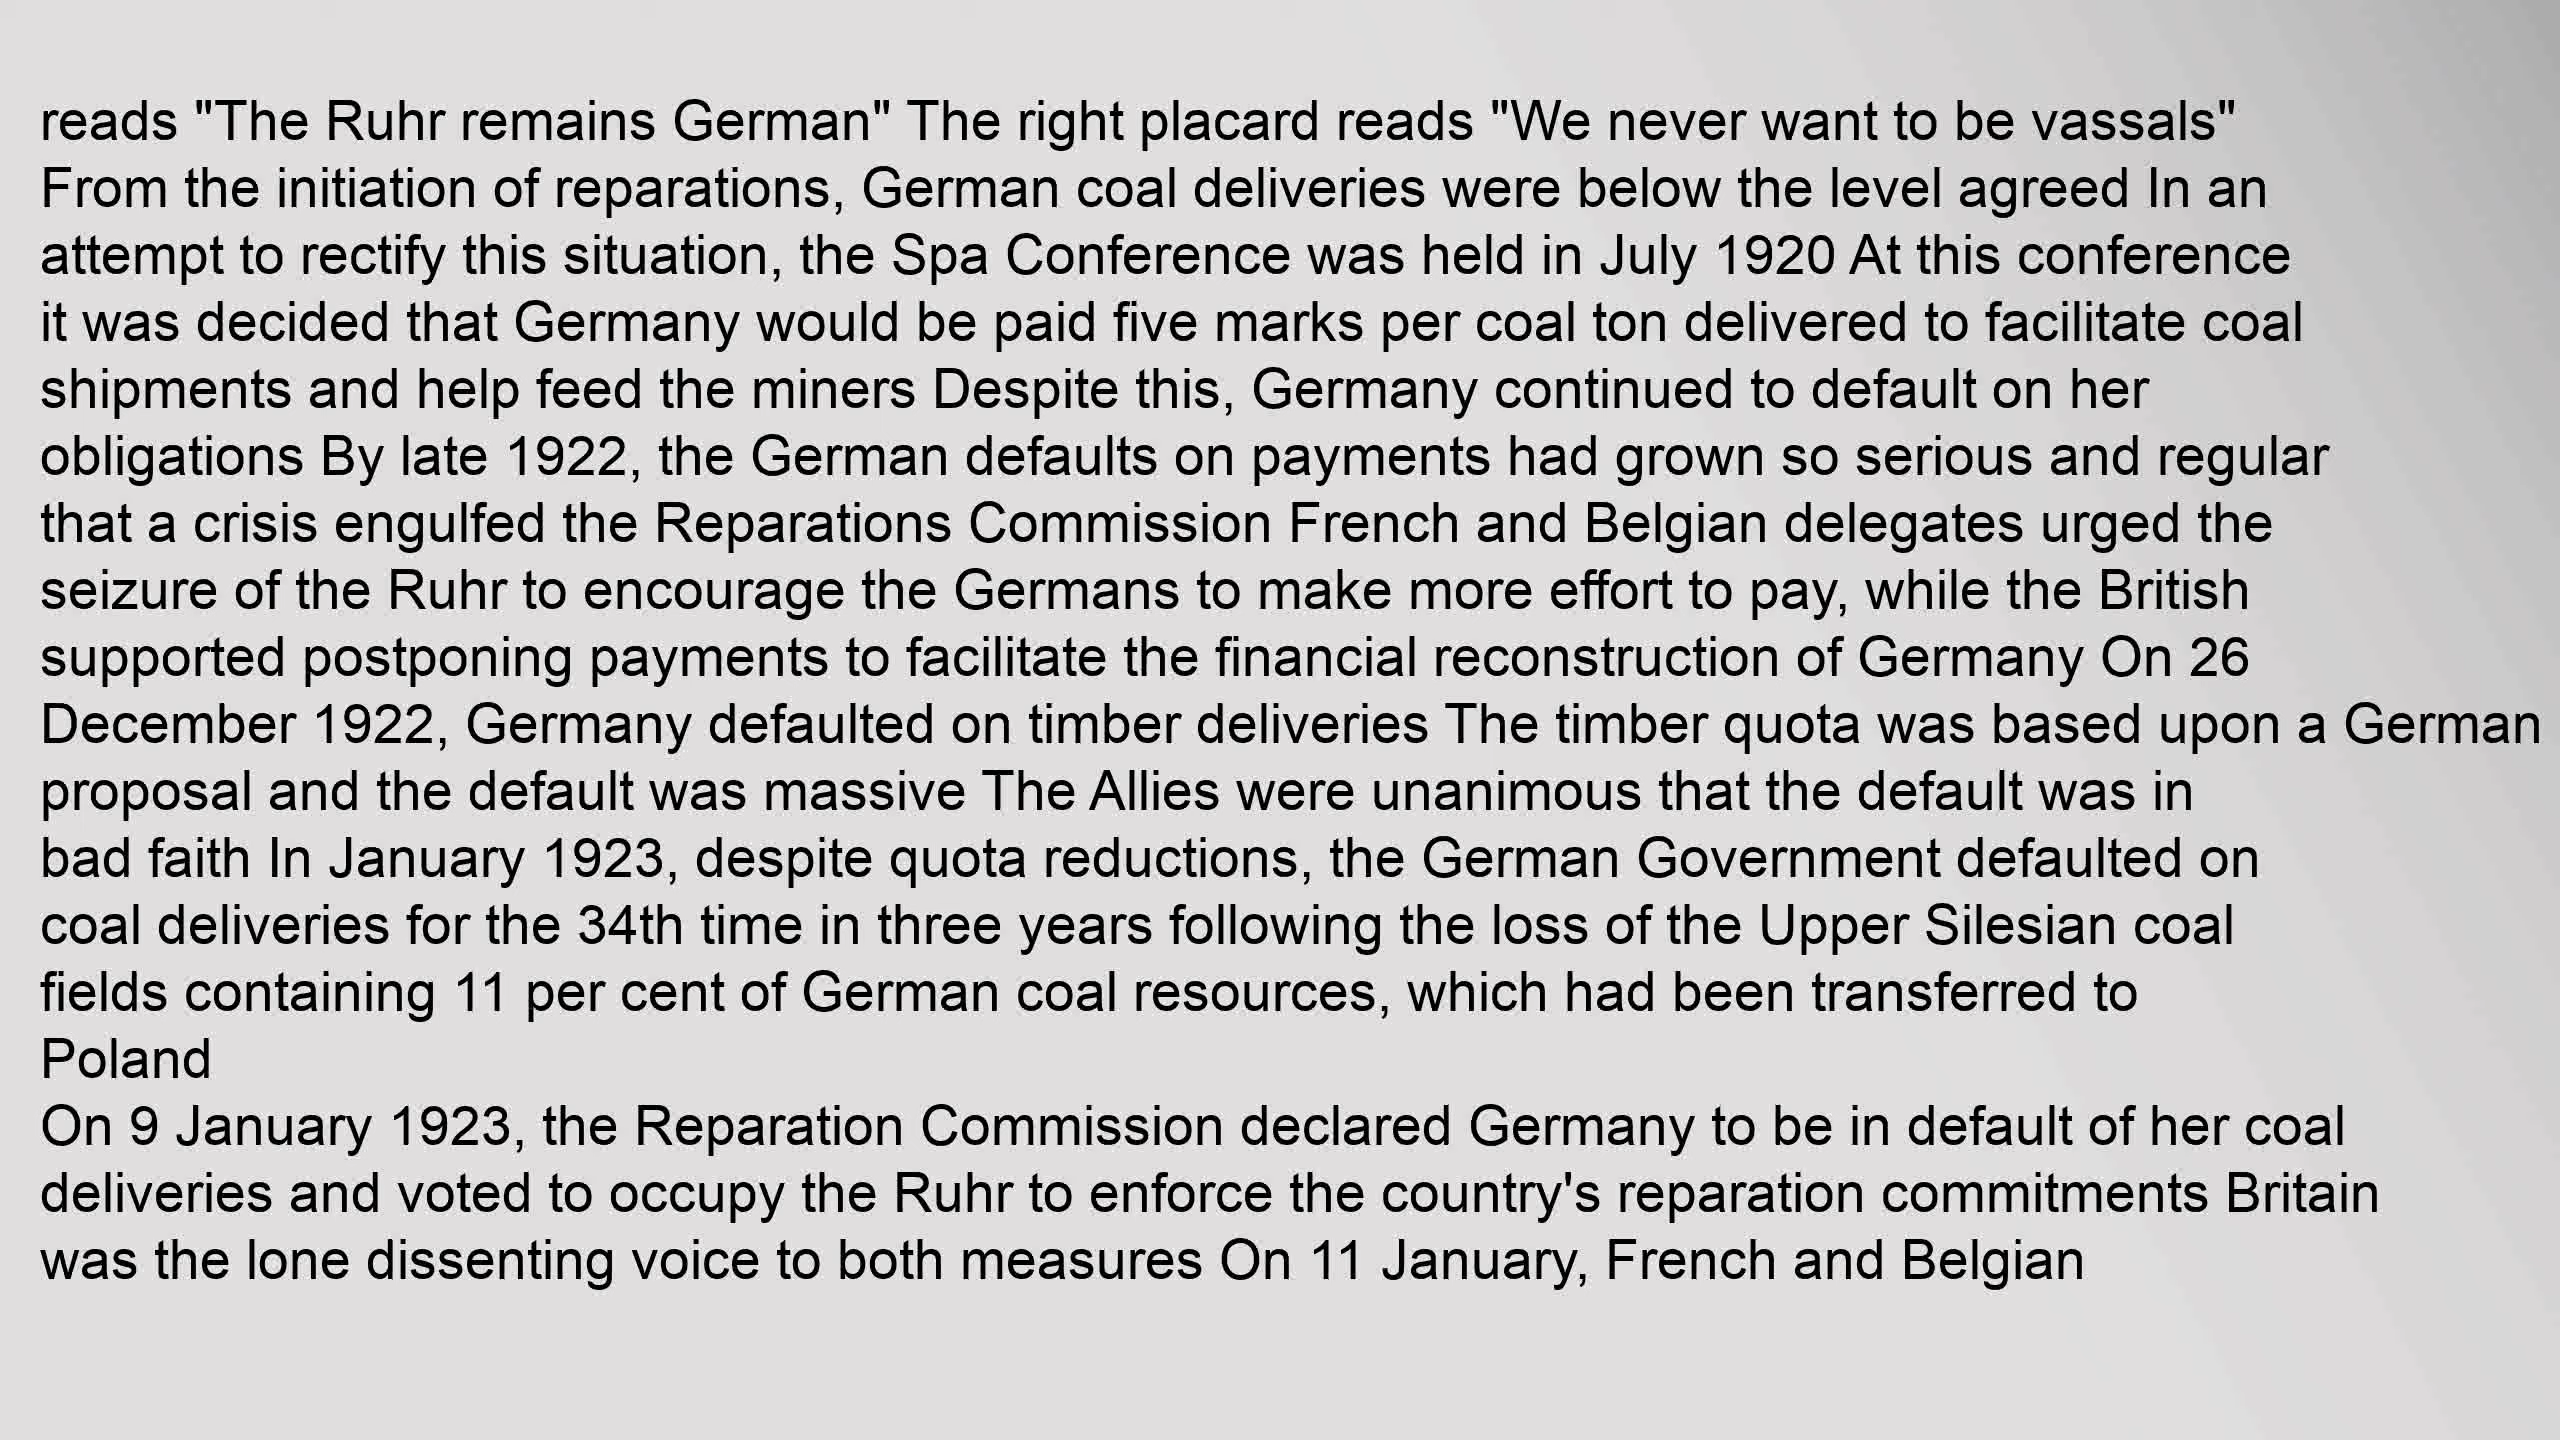 reads "The Ruhr remains German" The right placard reads "We never want to be vassals"
From the initiation of reparations, German coal deliveries were below the level agreed In an
attempt to rectify this situation, the Spa Conference was held in July 1920 At this conference
it was decided that Germany would be paid five marks per coal ton delivered to facilitate coal
shipments and help feed the miners Despite this, Germany continued to default on her
obligations By late 1922, the German defaults on payments had grown so serious and regular
that a crisis engulfed the Reparations Commission French and Belgian delegates urged the
seizure of the Ruhr to encourage the Germans to make more effort to pay, while the British
supported postponing payments to facilitate the financial reconstruction of Germany On 26
December 1922, Germany defaulted on timber deliveries The timber quota was based upon a German
proposal and the default was massive The Allies were unanimous that the default was in
bad faith In January 1923, despite quota reductions, the German Government defaulted on
coal deliveries for the 34th time in three years following the loss of the Upper Silesian coal
fields containing 11 per cent of German coal resources, which had been transferred to
Poland
On 9 January 1923, the Reparation Commission declared Germany to be in default of her coal
deliveries and voted to occupy the Ruhr to enforce the country's reparation commitments Britain
was the lone dissenting voice to both measures On 11 January, French and Belgian